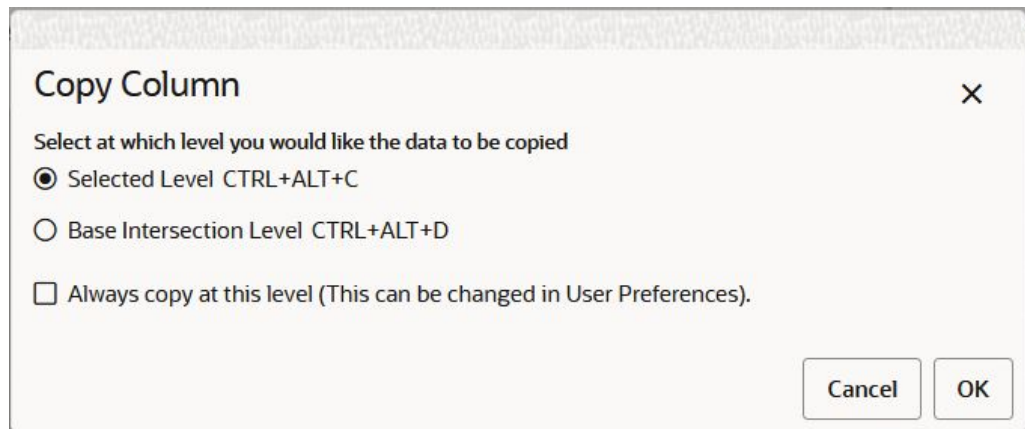 Copy Column
Select at which level you would like the data to be copied
Selected Level CTRL+ALT+C
Base Intersection Level CTRL+ALT+D
Always copy at this level (This can be changed in User Preferences).
Cancel OK